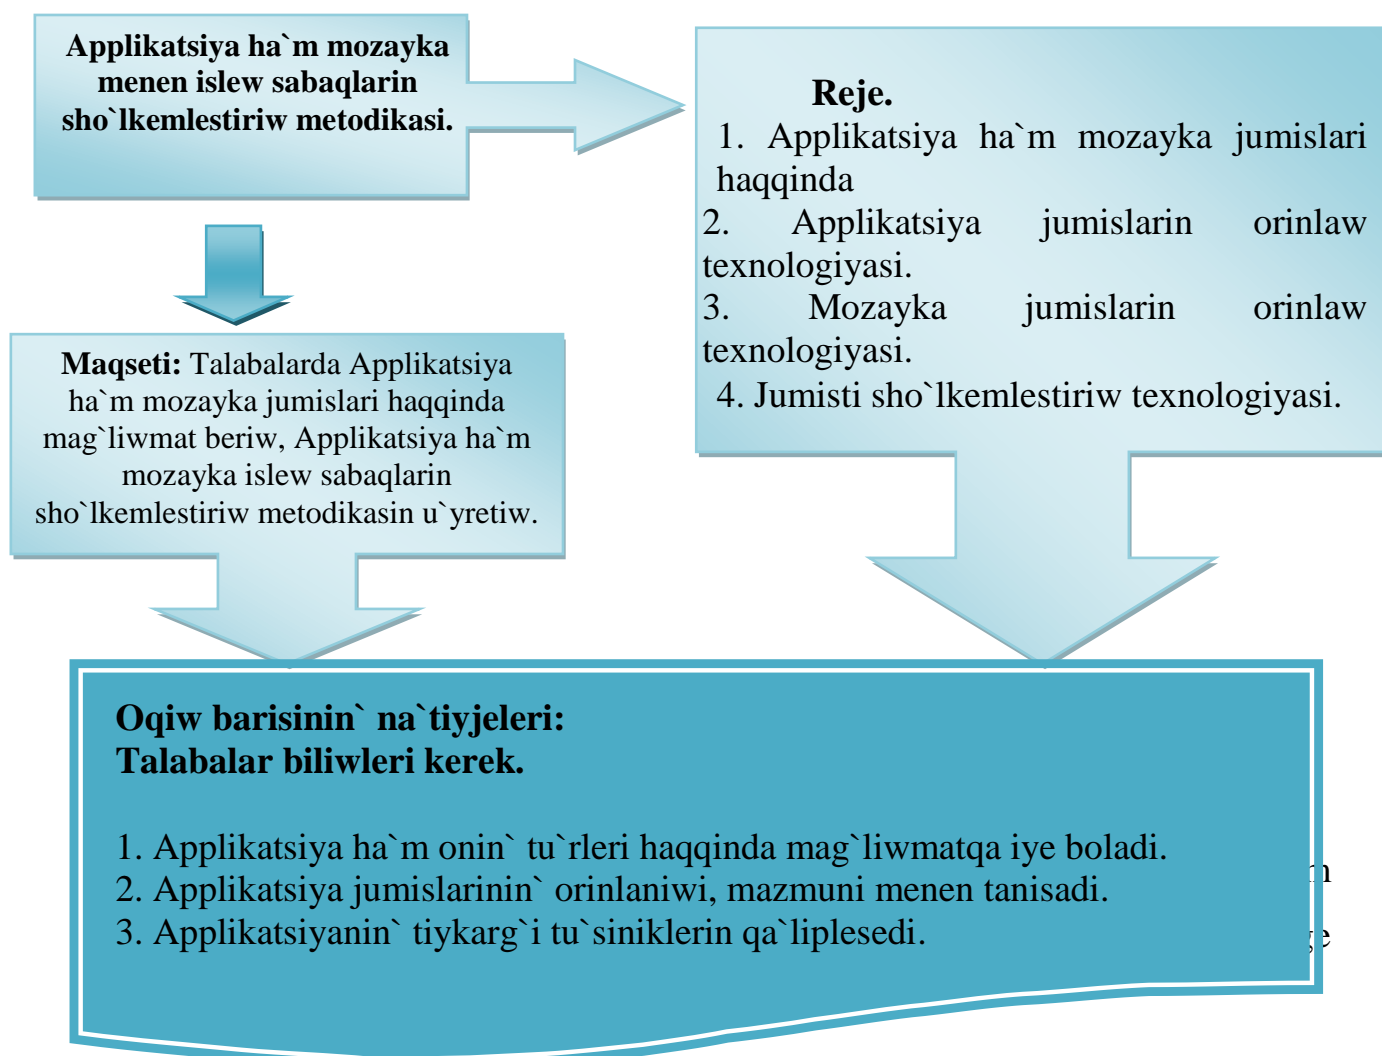 Applikatsiya ha`m mozayka
menen islew sabaqlarin
sho`lkemlestiriw metodikasi.
Reje.
1. Applikatsiya ha`m mozayka jumislari
haqqinda
2. Applikatsiya jumislarin orinlaw
texnologiyasi.
3. Mozayka jumislarin orinlaw
texnologiyasi.
4. Jumisti sho`lkemlestiriw texnologiyasi.
Maqseti: Talabalarda Applikatsiya
ha`m mozayka jumislari haqqinda
mag`liwmat beriw, Applikatsiya ha`m
mozayka islew sabaqlarin
sho`lkemlestiriw metodikasin u`yretiw.
Oqiw barisinin` na`tiyjeleri:
Talabalar biliwleri kerek.
1. Applikatsiya ha`m onin` tu`rleri haqqinda mag`liwmatqa iye boladi.
2. Applikatsiya jumislarinin` orinlaniwi, mazmuni menen tanisadi.
3. Applikatsiyanin` tiykarg`i tu`siniklerin qa`liplesedi.